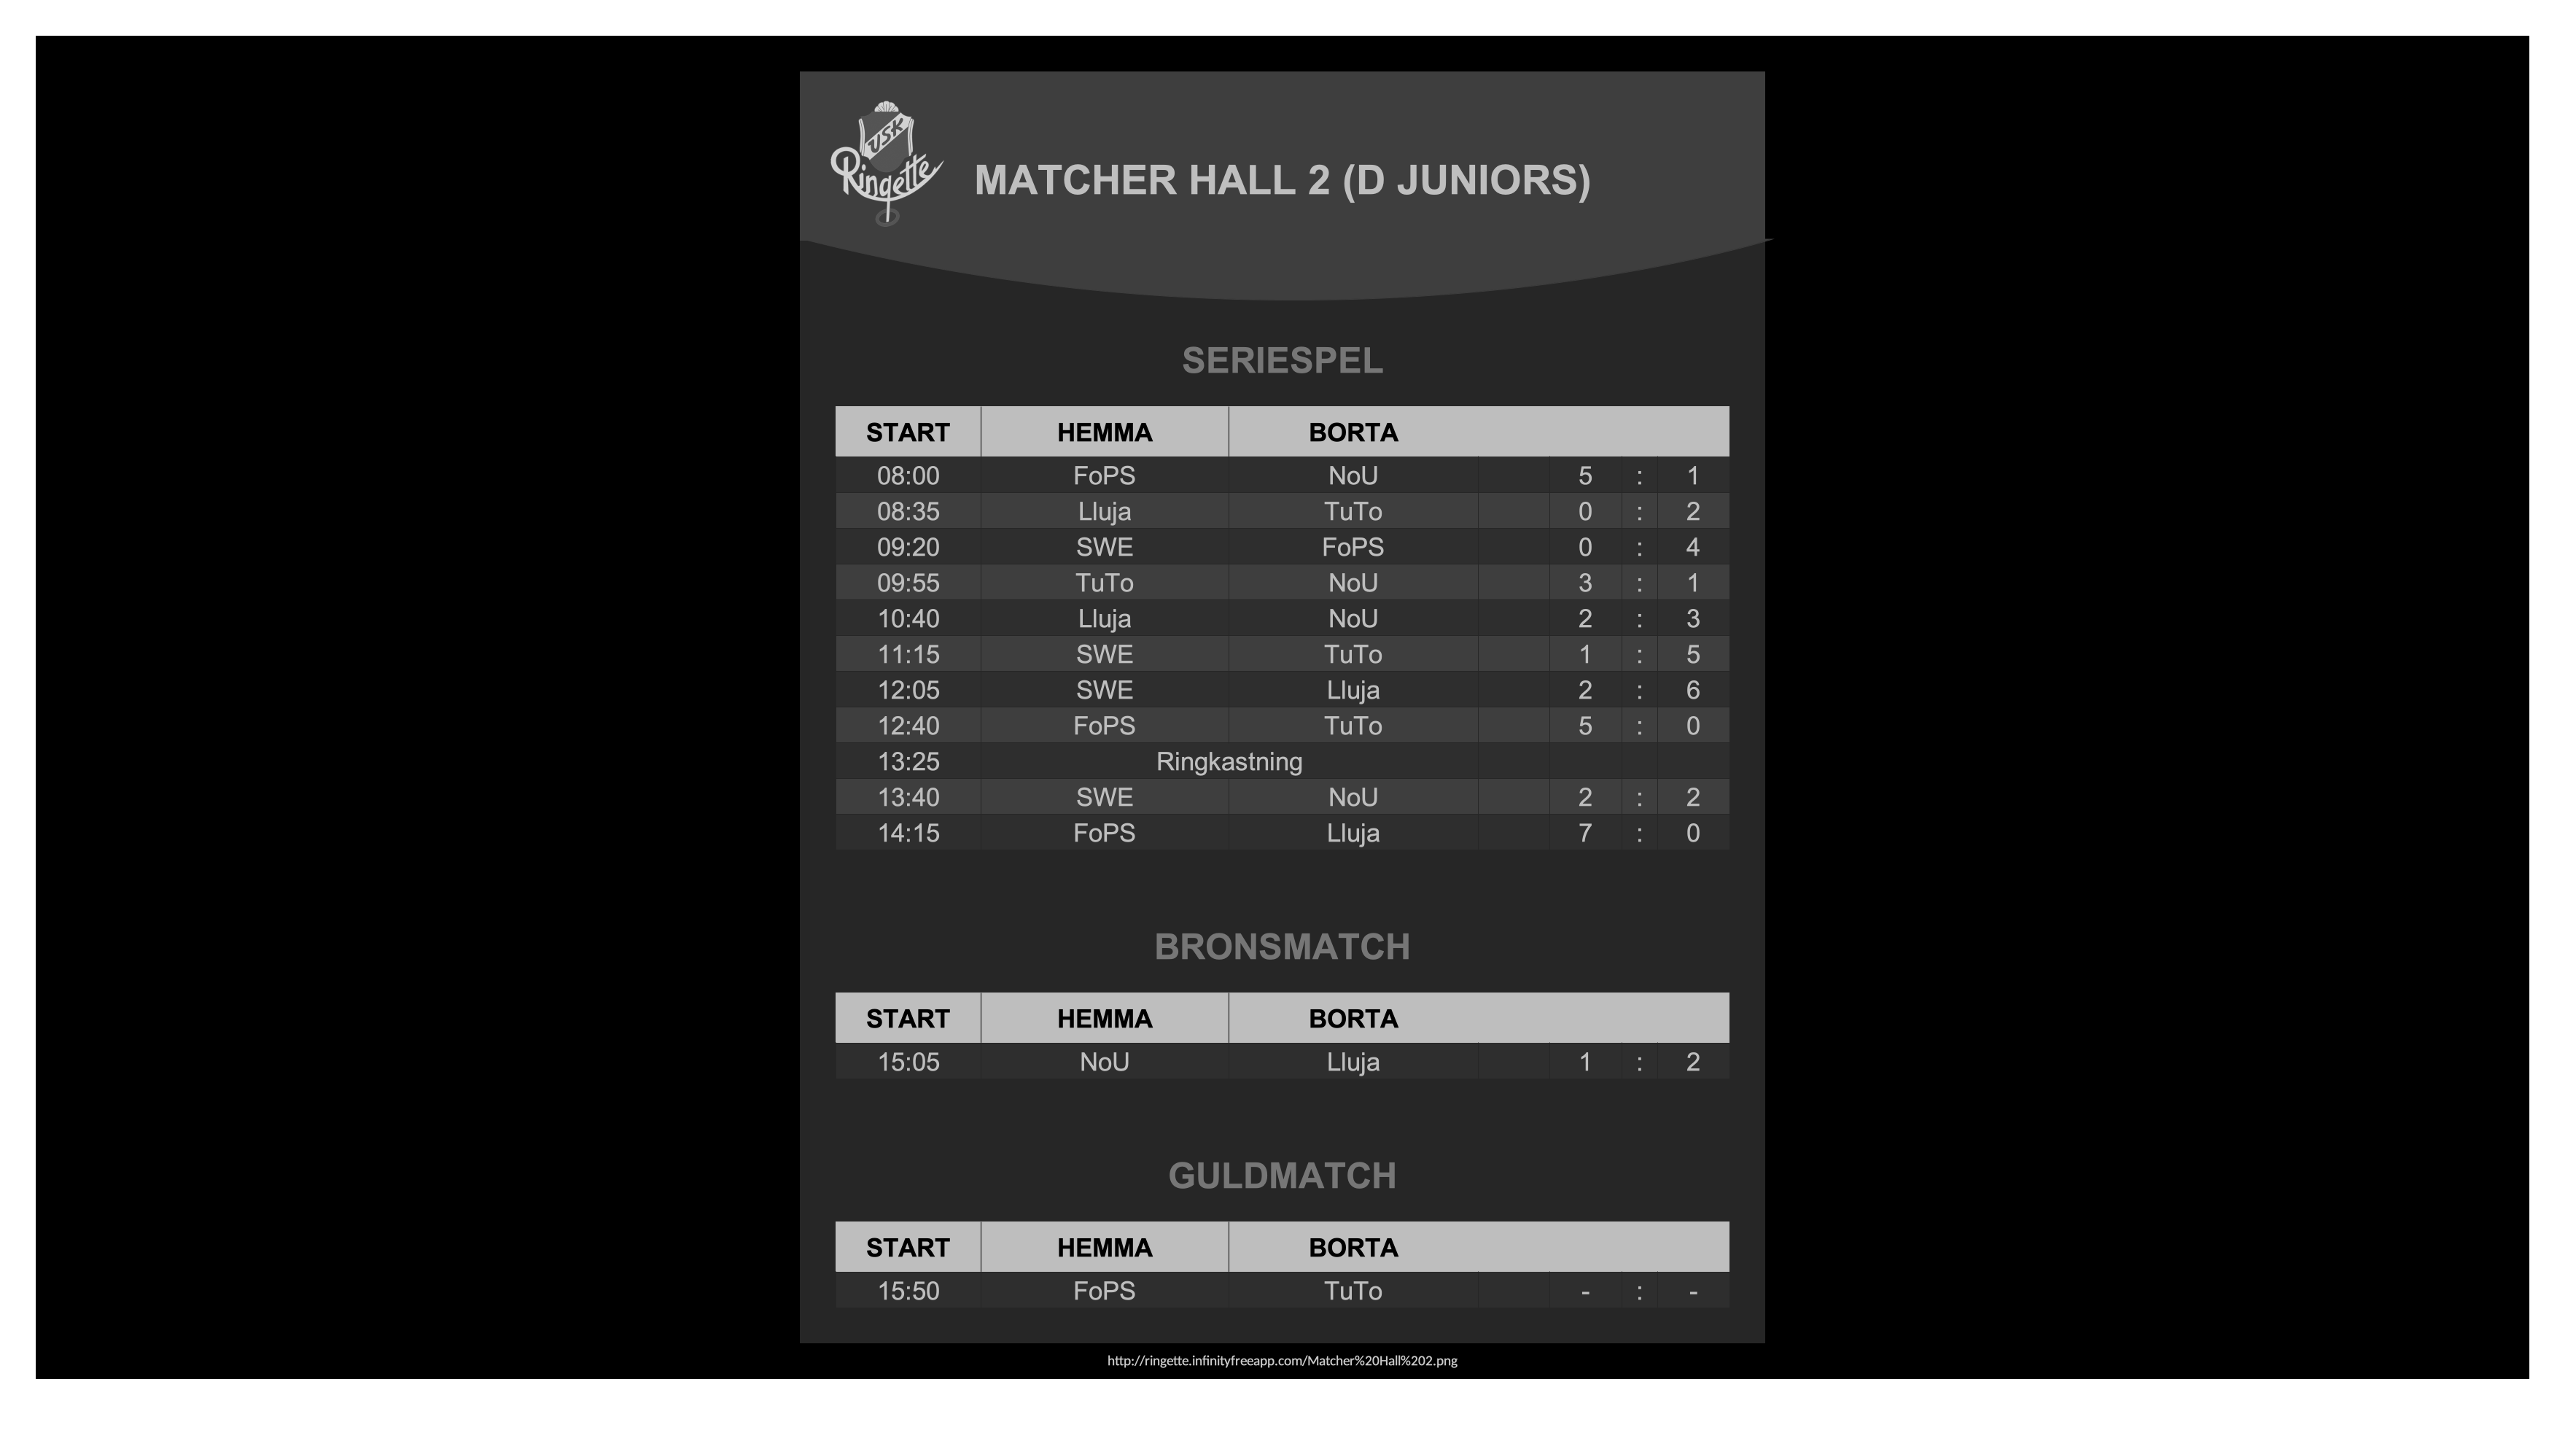 USK
Ringette
MATCHER HALL 2 (D JUNIORS)
SERIESPEL
START HEMMA BORTA
08:00 FoPS NoU 5 : 1
08:35 Lluja TuTo 0 : 2
09:20 SWE FoPS 0 : 4
09:55 TuTo NoU 3 : 1
10:40 Lluja NoU 2 : 3
11:15 SWE TuTo 1 : 5
12:05 SWE Lluja 2 : 6
12:40 FoPS TuTo 5 : 0
13:25 Ringkastning
13:40 SWE NoU 2 : 2
14:15 FoPS Lluja 7 : 0
BRONSMATCH
START HEMMA BORTA
15:05 NoU Lluja 1 : 2
GULDMATCH
START HEMMA BORTA
15:50 FoPS TuTo - : -
http://ringette.infinityfreeapp.com/Matcher%20Hall%202.png